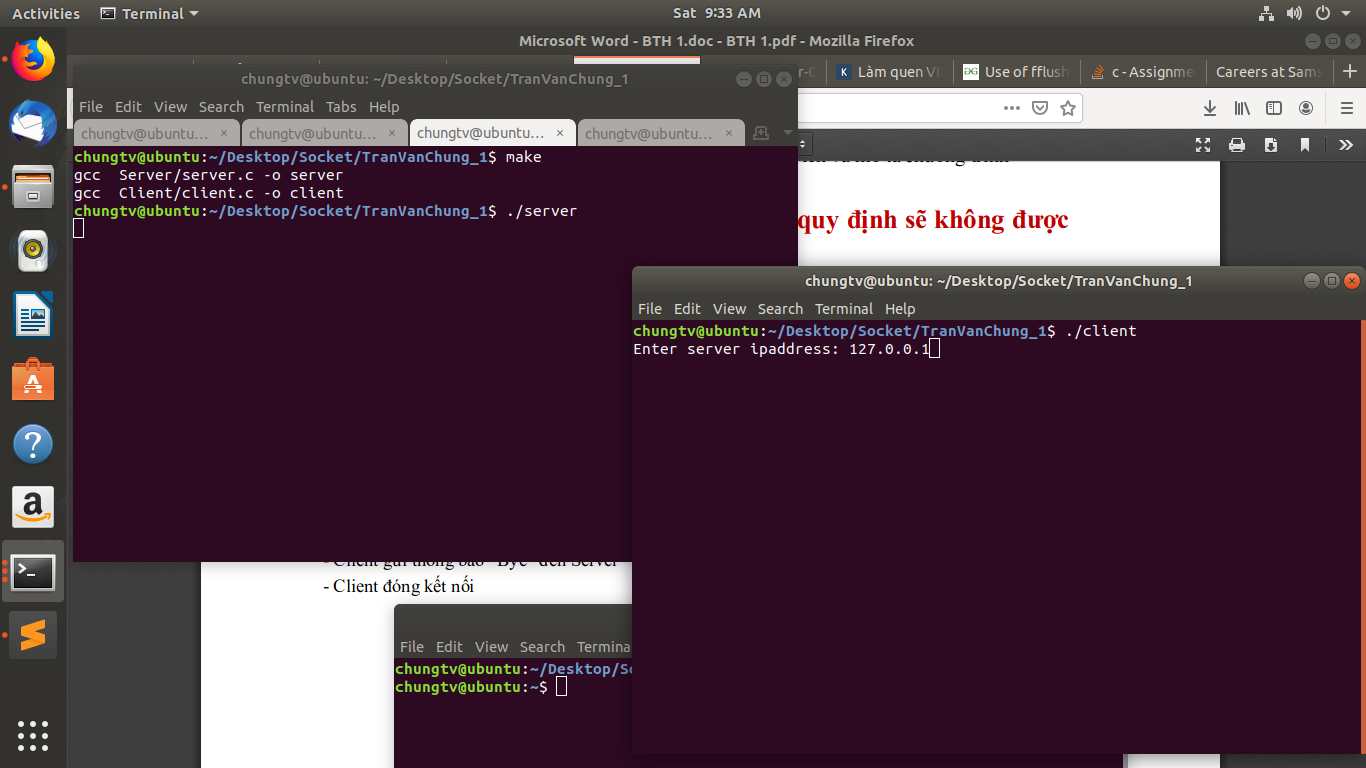 Activities Terminal Sat 9:33 AM
Microsoft Word - BTH 1.doc - BTH 1.pdf - Mozilla Firefox
Làm quen Use of fflush c - Assignme Careers at Sams
chungtv@ubuntu: ~/Desktop/Socket/TranVanChung_1
File Edit View Search Terminal Tabs Help
chungtv@ubuntu:... × chungtv@ubuntu:... × chungtv@ubuntu:... × chungtv@ubuntu:... ×
chungtv@ubuntu:~/Desktop/Socket/TranVanChung_1$ make
gcc  Server/server.c -o server
gcc  Client/client.c -o client
chungtv@ubuntu:~/Desktop/Socket/TranVanChung_1$ ./server
quy định sẽ không được
chungtv@ubuntu: ~/Desktop/Socket/TranVanChung_1
File Edit View Search Terminal Help
chungtv@ubuntu:~/Desktop/Socket/TranVanChung_1$ ./client
Enter server ipaddress: 127.0.0.1
- Client gửi thông báo "Bye" đến Server
- Client đóng kết nối
File Edit View Search Termina
chungtv@ubuntu:~/Desktop/So
chungtv@ubuntu:~$